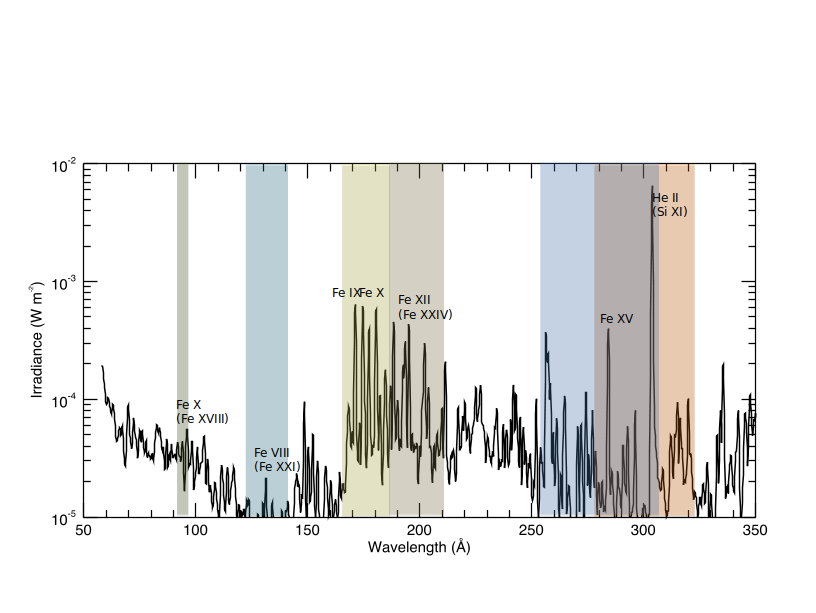 10-2
He II
(Si XI)
10-3
Fe IX
Fe X
Fe XII
(Fe XXIV)
Fe XV
Irradiance (W m-2)
10-4
Fe X
(Fe XVIII)
Fe VIII
(Fe XXI)
10-5
50 100 150 200 250 300 350
Wavelength (Å)